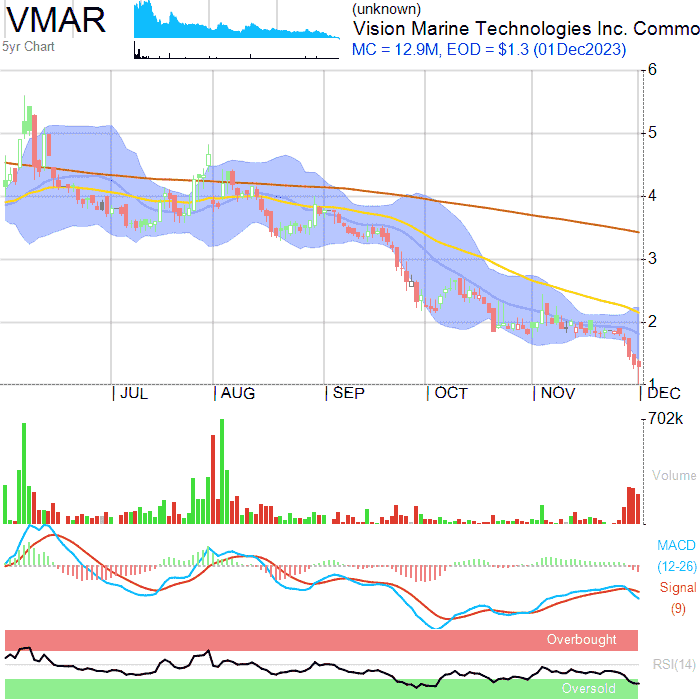 VMAR
5yr Chart
(unknown)
Vision Marine Technologies Inc. Commo
MC = 12.9M, EOD = $1.3 (01Dec2023)
6
5
4
3
2
1
JUL
AUG
SEP
OCT
NOV
DEC
702k
Volume
MACD
(12-26)
Signal
(9)
Overbought
RSI(14)
Oversold